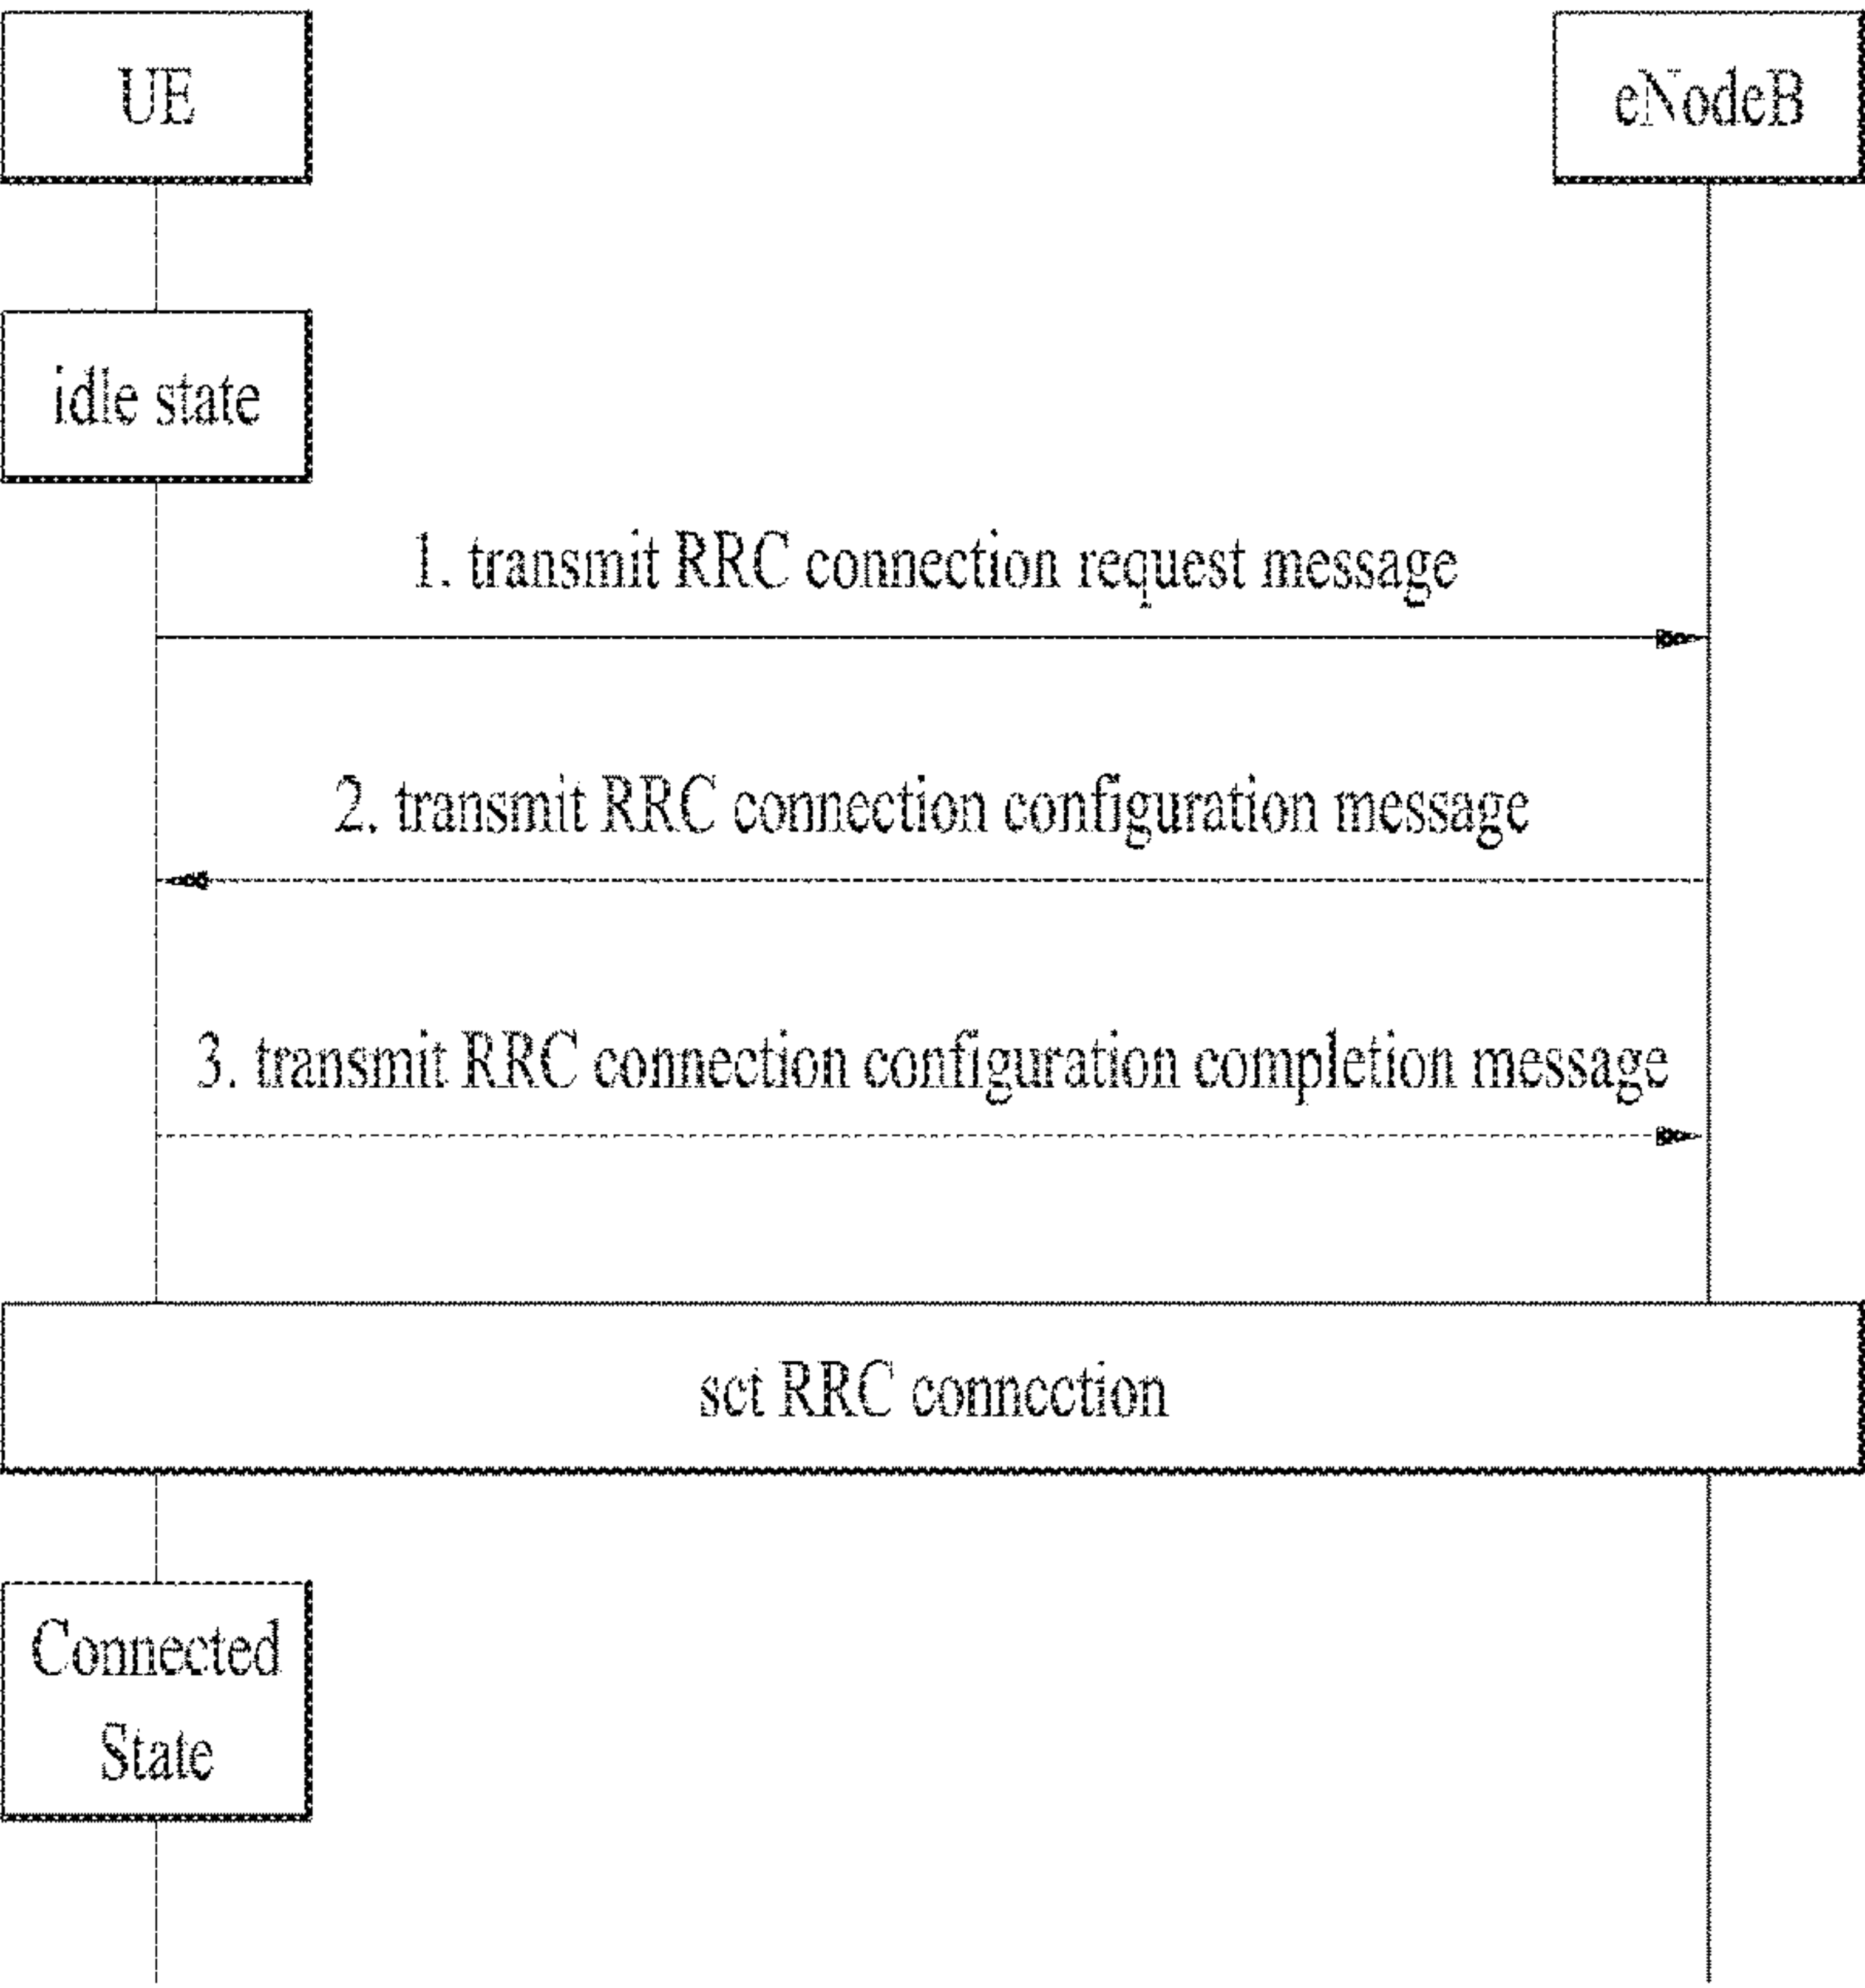 UE
eNodeB
idle state
1. transmit RRC connection request message
2. transmit RRC connection configuration message
3. transmit RRC connection configuration completion message
set RRC connection
Connected
State